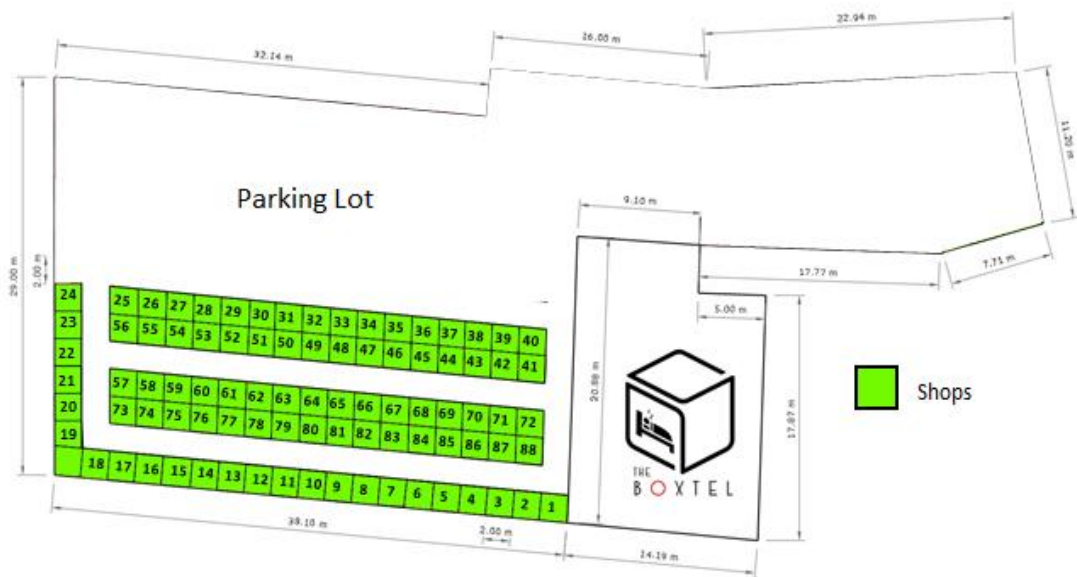 22.94 m
16.00 m
32.14 m
11.20 m
Parking Lot
9.10 m
29.00 m
2.00 m
17.77 m
7.71 m
5.00 m
24
25 26 27 28 29 30 31 32 33 34 35 36 37 38 39 40
23
56 55 54 53 52 51 50 49 48 47 46 45 44 43 42 41
22
21
57 58 59 60 61 62 63 64 65 66 67 68 69 70 71 72
20
73 74 75 76 77 78 79 80 81 82 83 84 85 86 87 88
19
18 17 16 15 14 13 12 11 10 9 8 7 6 5 4 3 2 1
20.88 m
17.87 m
Shops
THE
BOXTEL
38.10 m
2.00 m
14.19 m